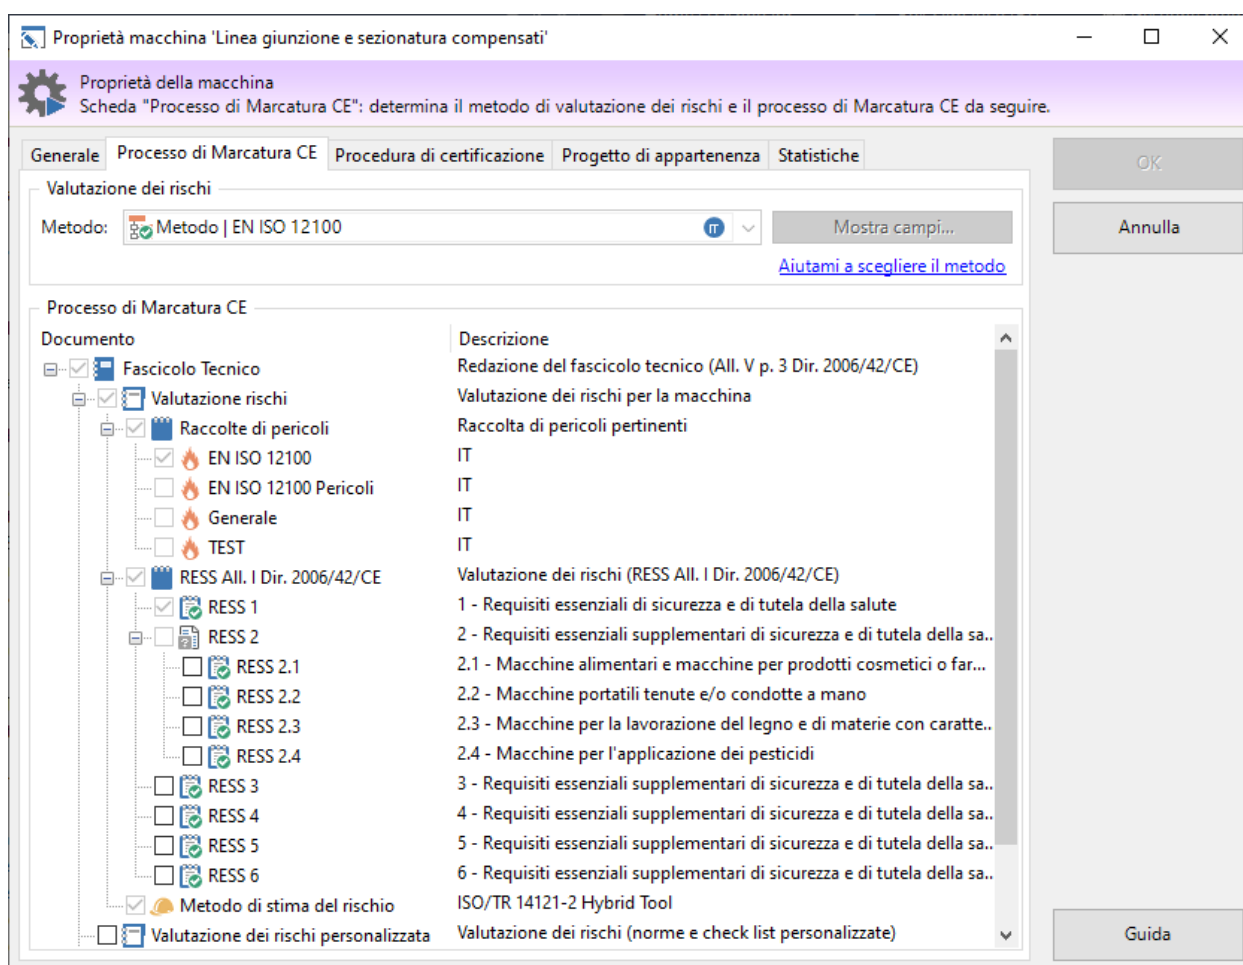 Proprietà macchina 'Linea giunzione e sezionatura compensati'
Proprietà della macchina
Scheda "Processo di Marcatura CE": determina il metodo di valutazione dei rischi e il processo di Marcatura CE da seguire.
Generale Processo di Marcatura CE Procedura di certificazione Progetto di appartenenza Statistiche
OK
Valutazione dei rischi
Metodo: Metodo | EN ISO 12100 IT Mostra campi...
Annulla
Aiutami a scegliere il metodo
Processo di Marcatura CE
Documento Descrizione
Fascicolo Tecnico Redazione del fascicolo tecnico (All. V p. 3 Dir. 2006/42/CE)
Valutazione rischi Valutazione dei rischi per la macchina
Raccolte di pericoli Raccolta di pericoli pertinenti
EN ISO 12100 IT
EN ISO 12100 Pericoli IT
Generale IT
TEST IT
RESS All. I Dir. 2006/42/CE Valutazione dei rischi (RESS All. I Dir. 2006/42/CE)
RESS 1 1 - Requisiti essenziali di sicurezza e di tutela della salute
RESS 2 2 - Requisiti essenziali supplementari di sicurezza e di tutela della sa..
RESS 2.1 2.1 - Macchine alimentari e macchine per prodotti cosmetici o far...
RESS 2.2 2.2 - Macchine portatili tenute e/o condotte a mano
RESS 2.3 2.3 - Macchine per la lavorazione del legno e di materie con caratte..
RESS 2.4 2.4 - Macchine per l'applicazione dei pesticidi
RESS 3 3 - Requisiti essenziali supplementari di sicurezza e di tutela della sa..
RESS 4 4 - Requisiti essenziali supplementari di sicurezza e di tutela della sa..
RESS 5 5 - Requisiti essenziali supplementari di sicurezza e di tutela della sa..
RESS 6 6 - Requisiti essenziali supplementari di sicurezza e di tutela della sa..
Metodo di stima del rischio ISO/TR 14121-2 Hybrid Tool
Valutazione dei rischi personalizzata Valutazione dei rischi (norme e check list personalizzate)
Guida